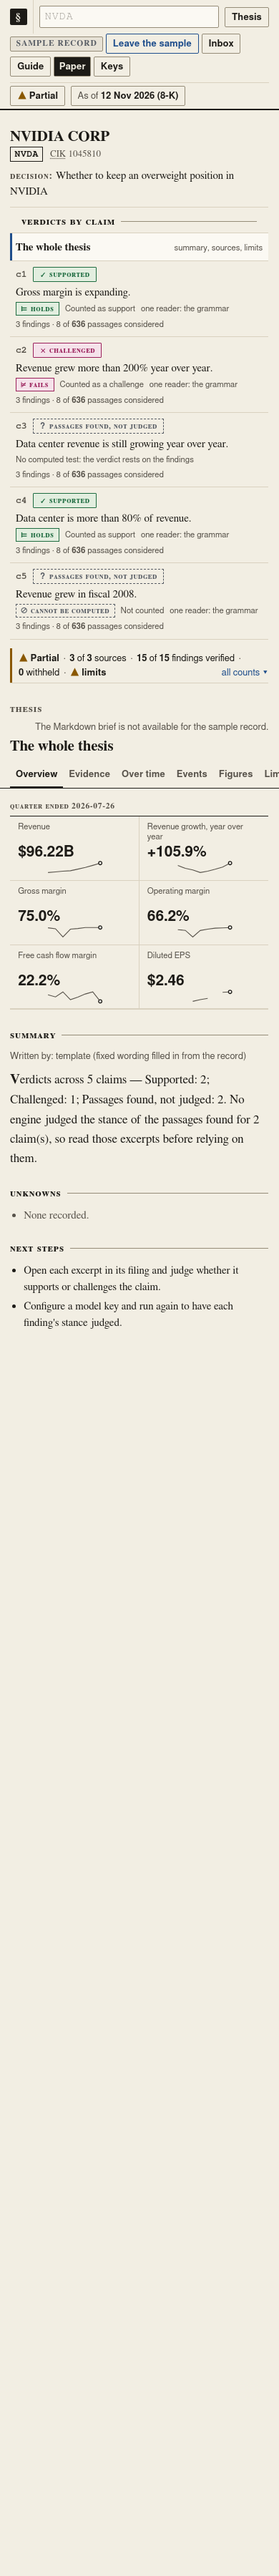 § NVDA Thesis
SAMPLE RECORD Leave the sample Inbox
Guide Paper Keys
▲ Partial As of 12 Nov 2026 (8-K)
NVIDIA CORP
NVDA CIK 1045810
DECISION: Whether to keep an overweight position in
NVIDIA
VERDICTS BY CLAIM
The whole thesis summary, sources, limits
c1 ✓ SUPPORTED
Gross margin is expanding.
⊨ HOLDS Counted as support one reader: the grammar
3 findings · 8 of 636 passages considered
c2 × CHALLENGED
Revenue grew more than 200% year over year.
⊭ FAILS Counted as a challenge one reader: the grammar
3 findings · 8 of 636 passages considered
c3 ? PASSAGES FOUND, NOT JUDGED
Data center revenue is still growing year over year.
No computed test: the verdict rests on the findings
3 findings · 8 of 636 passages considered
c4 ✓ SUPPORTED
Data center is more than 80% of revenue.
⊨ HOLDS Counted as support one reader: the grammar
3 findings · 8 of 636 passages considered
c5 ? PASSAGES FOUND, NOT JUDGED
Revenue grew in fiscal 2008.
⊘ CANNOT BE COMPUTED Not counted one reader: the grammar
3 findings · 8 of 636 passages considered
▲ Partial · 3 of 3 sources · 15 of 15 findings verified ·
0 withheld · ▲ limits all counts ▾
THESIS
The Markdown brief is not available for the sample record.
The whole thesis
Overview Evidence Over time Events Figures Lim
QUARTER ENDED 2026-07-26
Revenue
$96.22B
Revenue growth, year over
year
+105.9%
Gross margin
75.0%
Operating margin
66.2%
Free cash flow margin
22.2%
Diluted EPS
$2.46
SUMMARY
Written by: template (fixed wording filled in from the record)
Verdicts across 5 claims — Supported: 2;
Challenged: 1; Passages found, not judged: 2. No
engine judged the stance of the passages found for 2
claim(s), so read those excerpts before relying on
them.
UNKNOWNS
• None recorded.
NEXT STEPS
• Open each excerpt in its filing and judge whether it
supports or challenges the claim.
• Configure a model key and run again to have each
finding's stance judged.